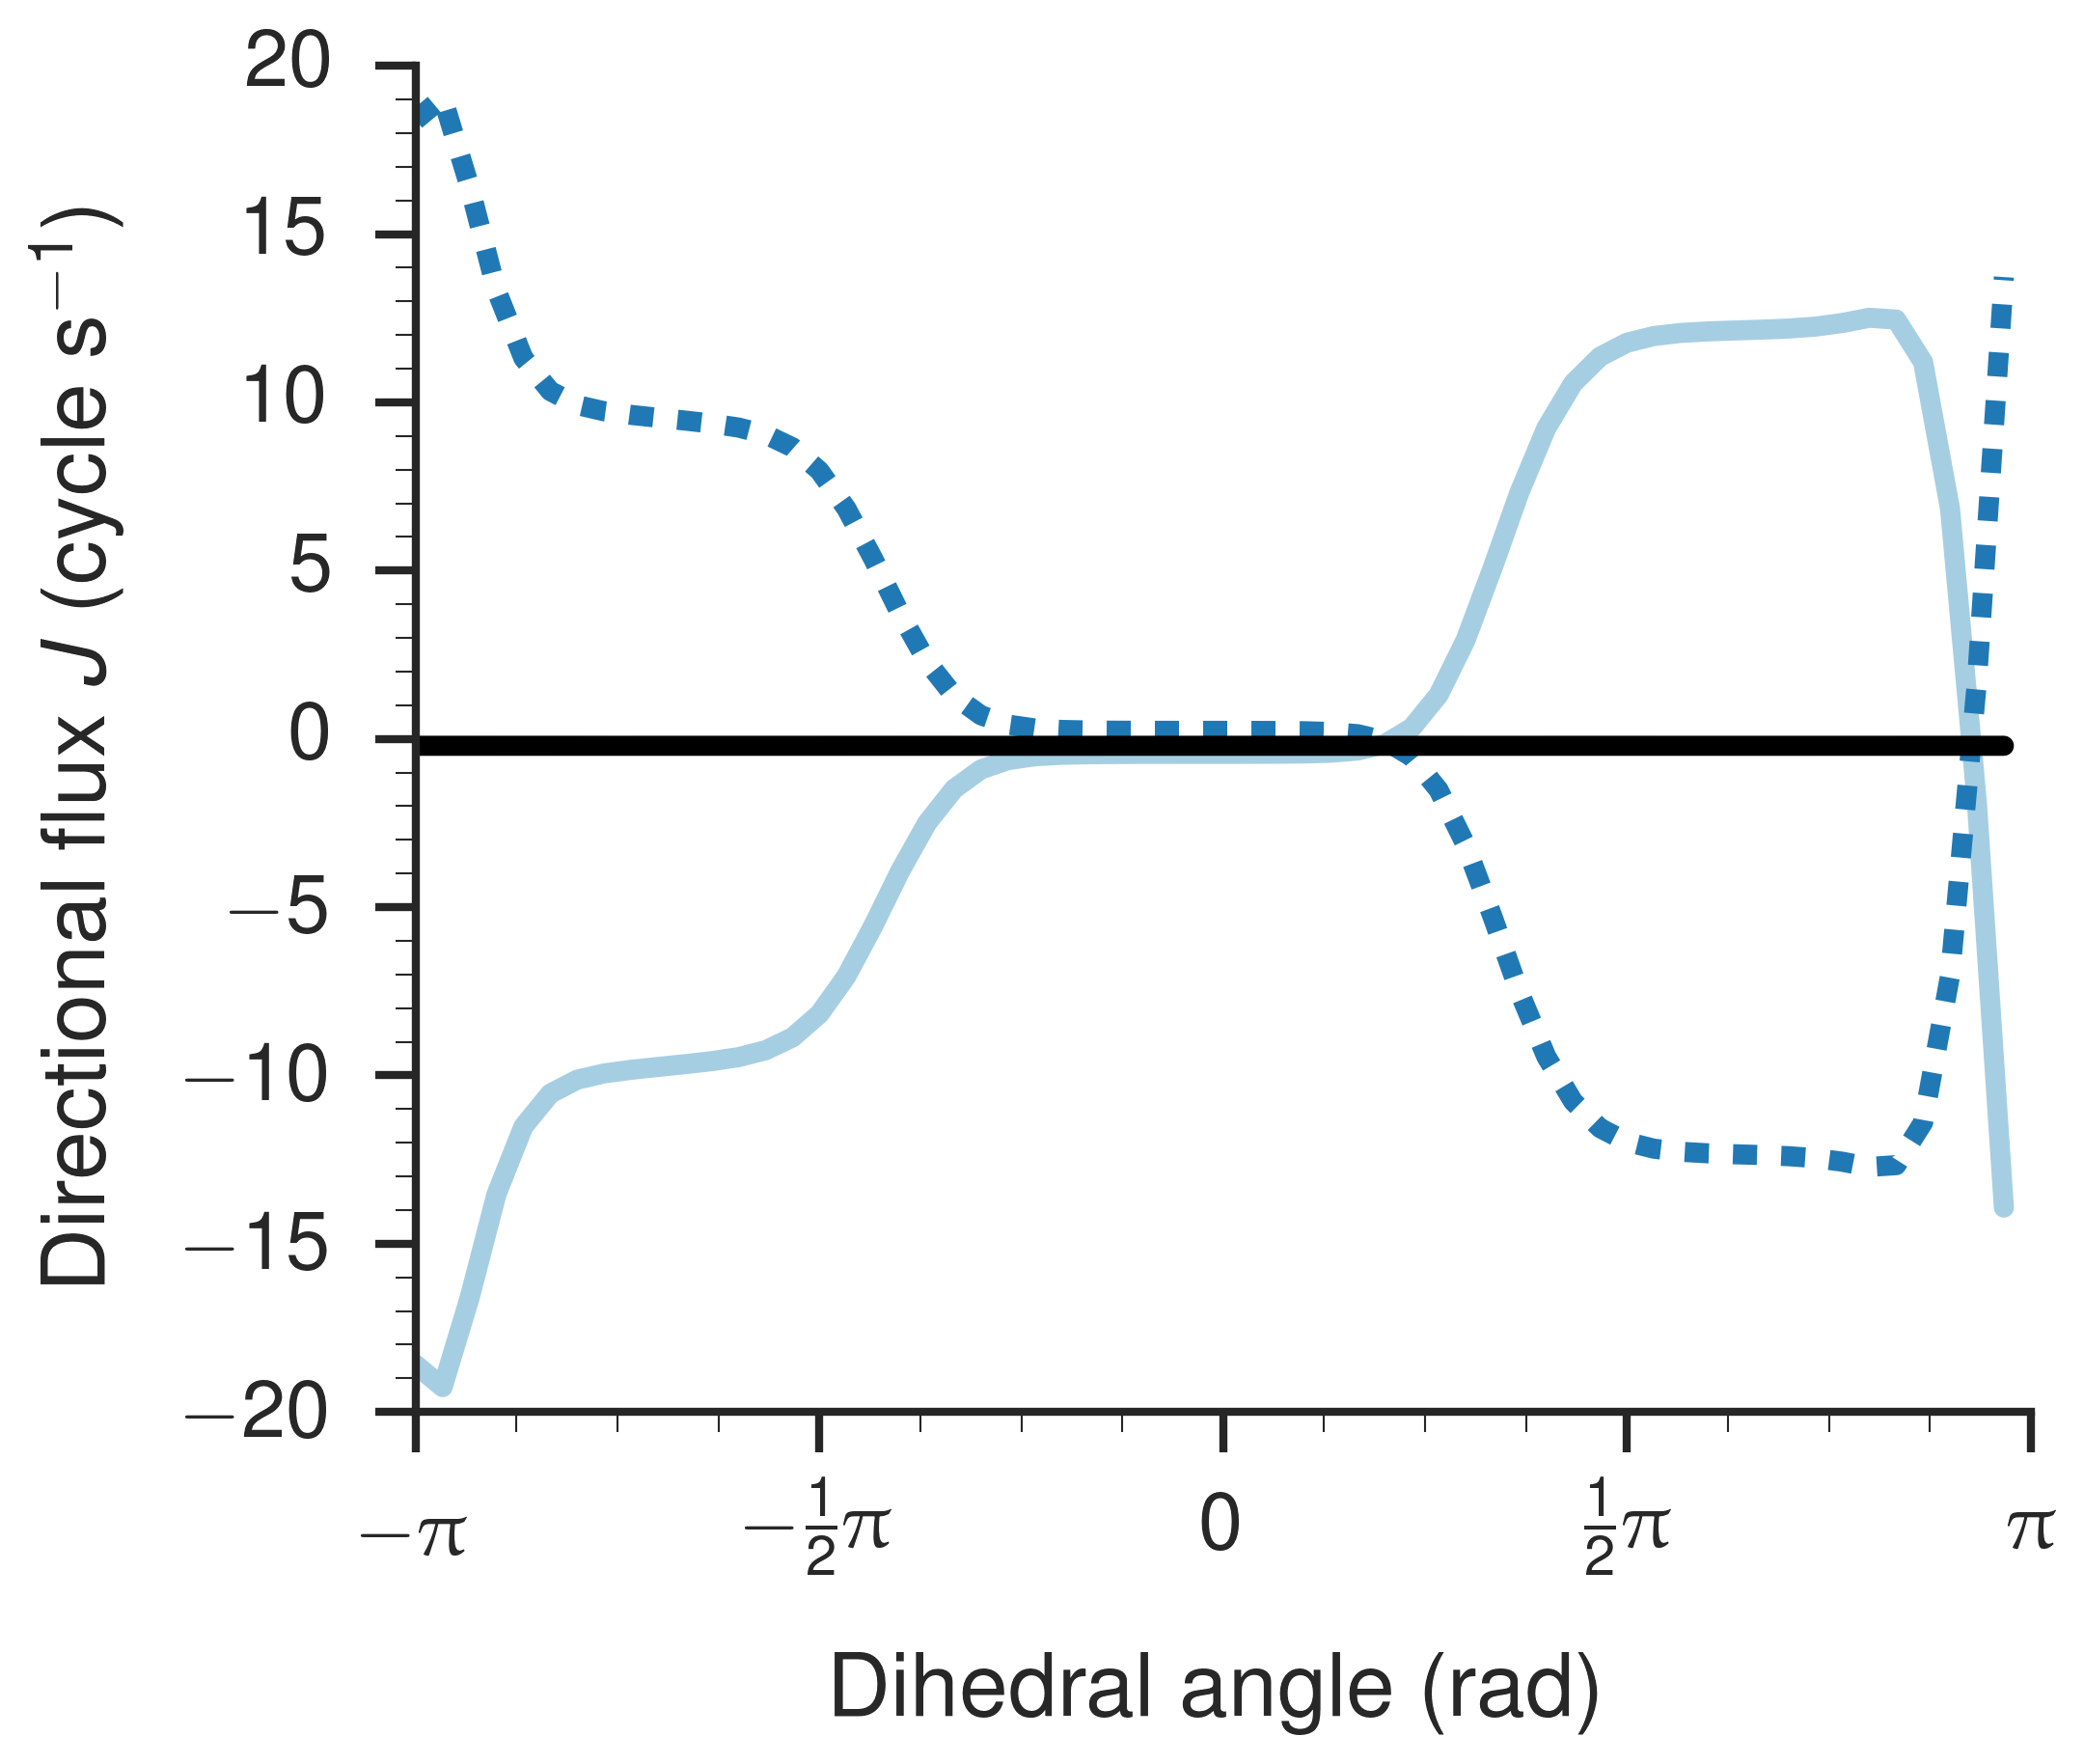 Directional flux J (cycle s⁻¹)
20
15
10
5
0
−5
−10
−15
−20
−π
−1/2π
0
1/2π
π
Dihedral angle (rad)